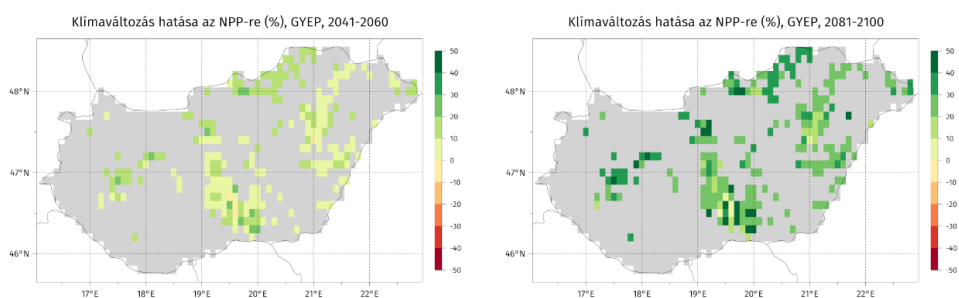 Klímaváltozás hatása az NPP-re (%), GYEP, 2041-2060
50
40
30
20
10
0
-10
-20
-30
-40
-50
48°N
47°N
46°N
17°E 18°E 19°E 20°E 21°E 22°E
Klímaváltozás hatása az NPP-re (%), GYEP, 2081-2100
50
40
30
20
10
0
-10
-20
-30
-40
-50
48°N
47°N
46°N
17°E 18°E 19°E 20°E 21°E 22°E